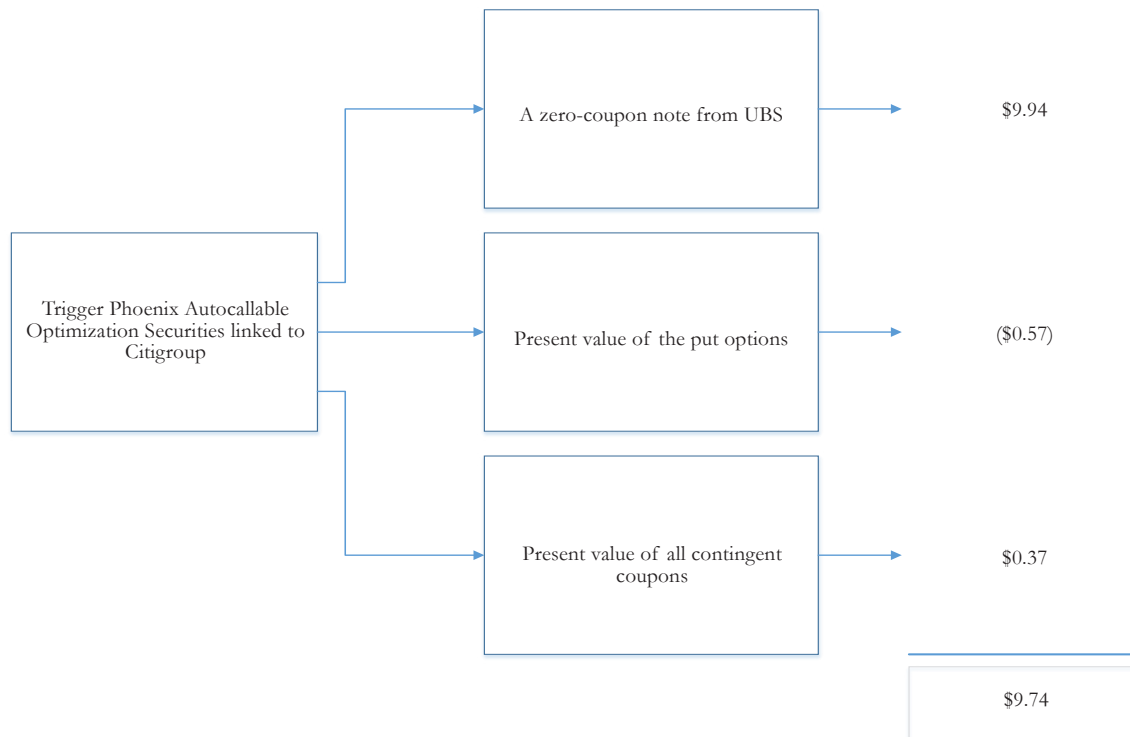 A zero-coupon note from UBS
$9.94
Trigger Phoenix Autocallable
Optimization Securities linked to
Citigroup
Present value of the put options
($0.57)
Present value of all contingent
coupons
$0.37
$9.74